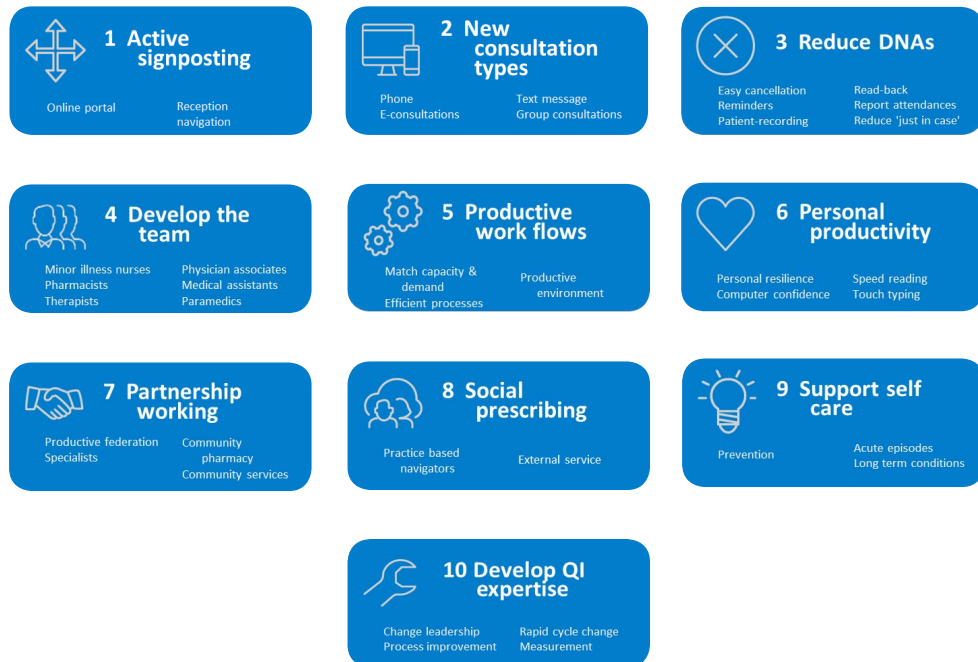 1 Active
signposting
Online portal
Reception
navigation
2 New
consultation
types
Phone
E-consultations
Text message
Group consultations
3 Reduce DNAs
Easy cancellation
Reminders
Patient-recording
Read-back
Report attendances
Reduce 'just in case'
4 Develop the
team
Minor illness nurses
Pharmacists
Therapists
Physician associates
Medical assistants
Paramedics
5 Productive
work flows
Match capacity &
demand
Efficient processes
Productive
environment
6 Personal
productivity
Personal resilience
Computer confidence
Speed reading
Touch typing
7 Partnership
working
Productive federation
Specialists
Community
pharmacy
Community services
8 Social
prescribing
Practice based
navigators
External service
9 Support self
care
Prevention
Acute episodes
Long term conditions
10 Develop QI
expertise
Change leadership
Process improvement
Rapid cycle change
Measurement